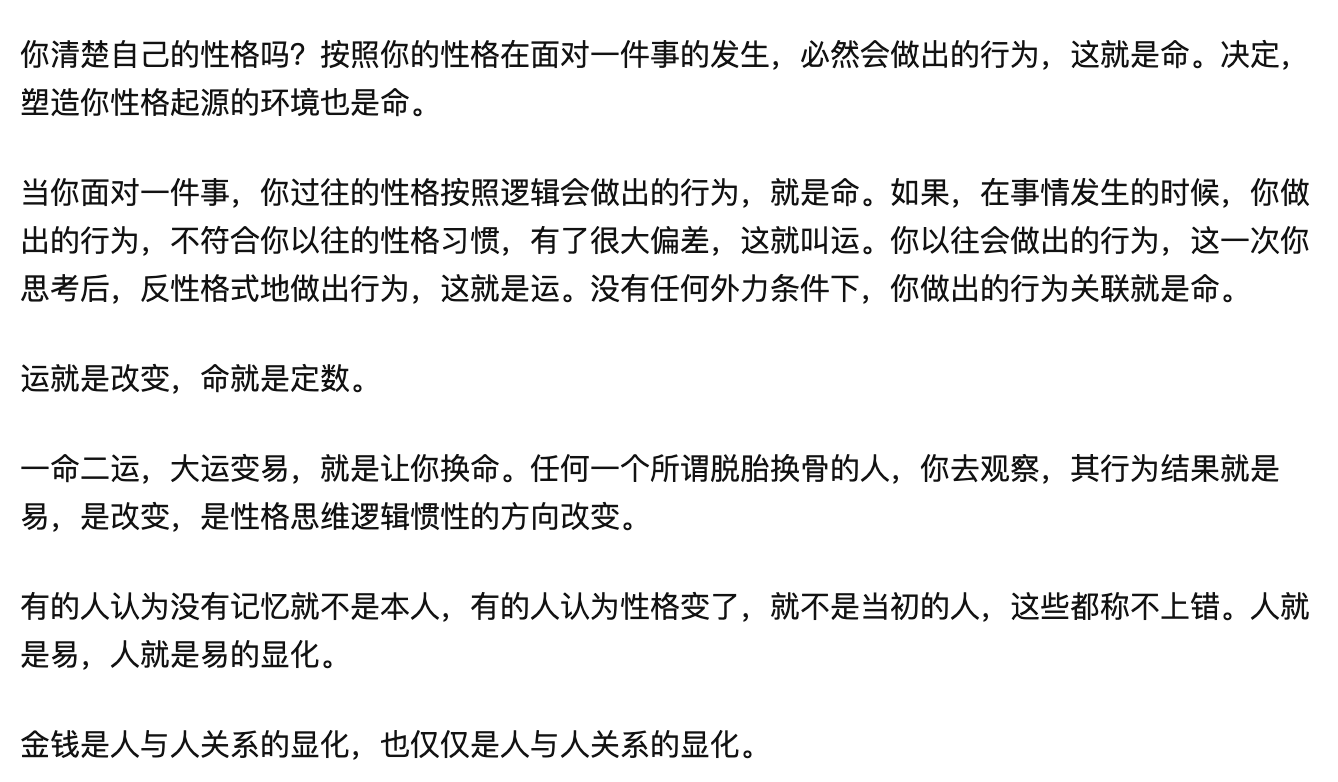 你清楚自己的性格吗？按照你的性格在面对一件事的发生，必然会做出的行为，这就是命。决定，
塑造你性格起源的环境也是命。
当你面对一件事，你过往的性格按照逻辑会做出的行为，就是命。如果，在事情发生的时候，你做
出的行为，不符合你以往的性格习惯，有了很大偏差，这就叫运。你以往会做出的行为，这一次你
思考后，反性格式地做出行为，这就是运。没有任何外力条件下，你做出的行为关联就是命。
运就是改变，命就是定数。
一命二运，大运变易，就是让你换命。任何一个所谓脱胎换骨的人，你去观察，其行为结果就是
易，是改变，是性格思维逻辑惯性的方向改变。
有的人认为没有记忆就不是本人，有的人认为性格变了，就不是当初的人，这些都称不上错。人就
是易，人就是易的显化。
金钱是人与人关系的显化，也仅仅是人与人关系的显化。